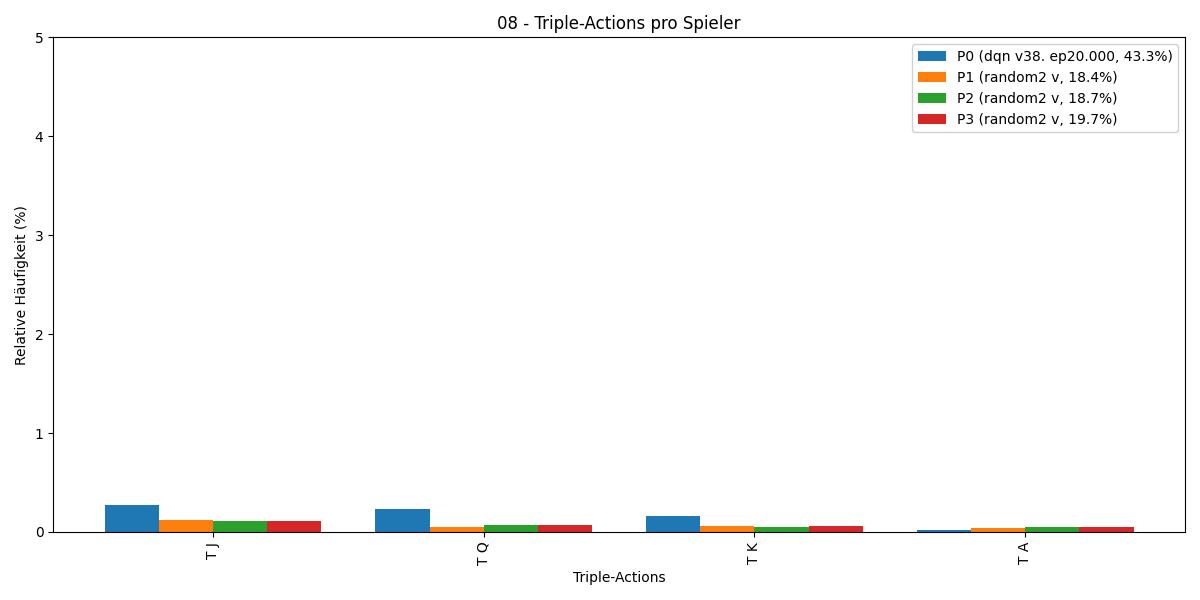 08 - Triple-Actions pro Spieler
P0 (dqn v38. ep20.000, 43.3%)
P1 (random2 v, 18.4%)
P2 (random2 v, 18.7%)
P3 (random2 v, 19.7%)
Relative Häufigkeit (%)
5
4
3
2
1
0
T J
T Q
T K
T A
Triple-Actions